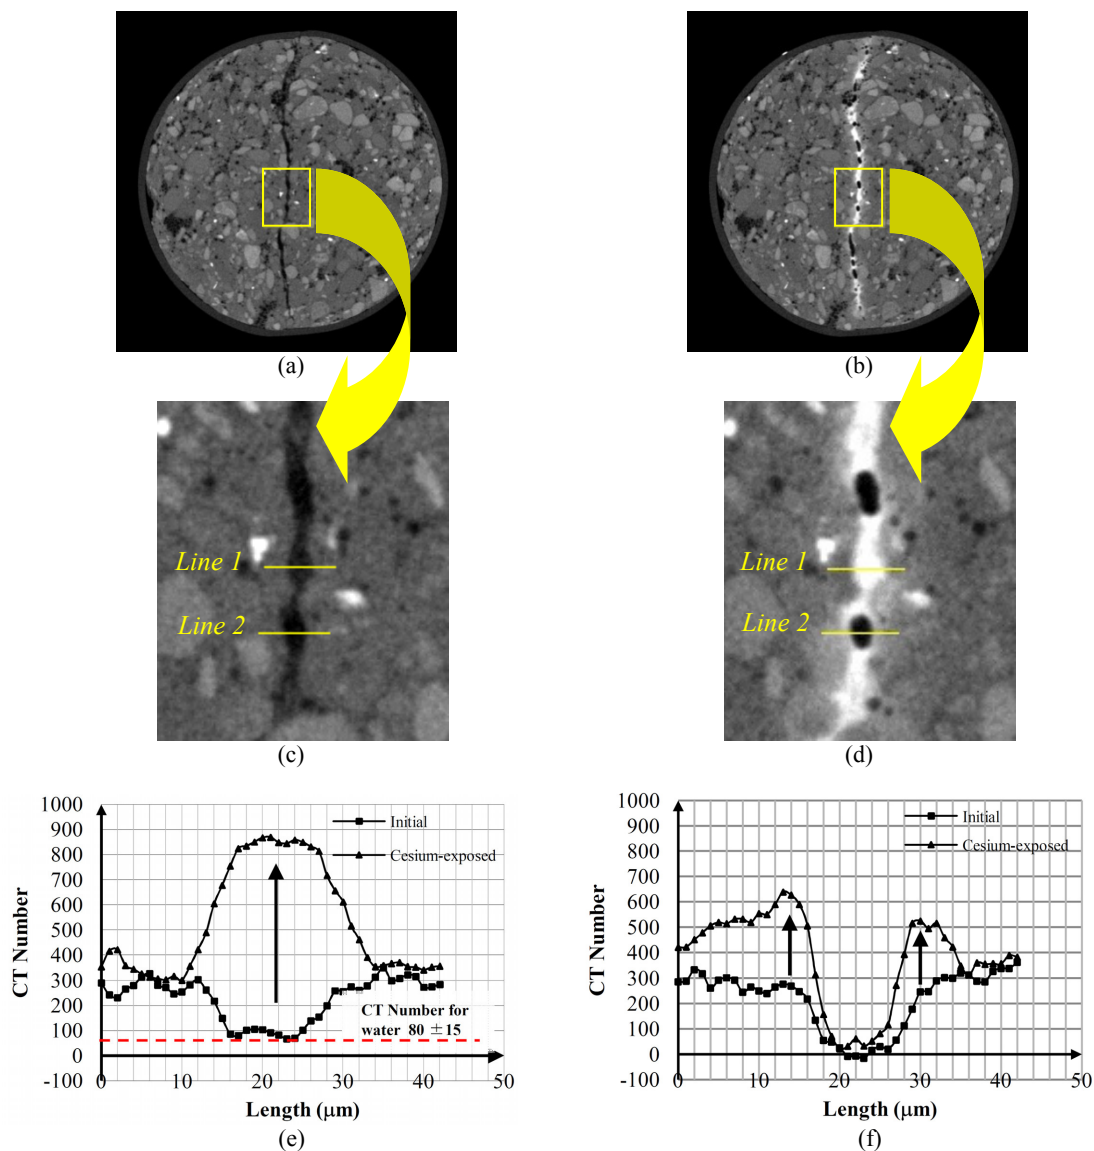 (a)
(b)
Line 1
Line 2
Line 1
Line 2
(c)
(d)
1000
900
800
700
600
500
400
300
200
100
0
-100
CT Number
Initial
Cesium-exposed
CT Number for
water 80 ±15
0 10 20 30 40 50
Length (μm)
(e)
1000
900
800
700
600
500
400
300
200
100
0
-100
CT Number
Initial
Cesium-exposed
0 10 20 30 40 50
Length (μm)
(f)